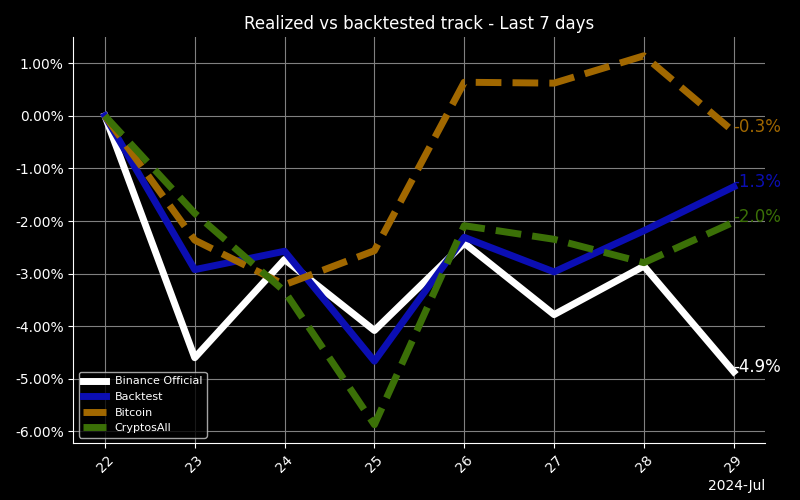 Realized vs backtested track - Last 7 days
1.00%
0.00%
-1.00%
-2.00%
-3.00%
-4.00%
-5.00%
-6.00%
-0.3%
-1.3%
-2.0%
-4.9%
Binance Official
Backtest
Bitcoin
CryptosAll
22 23 24 25 26 27 28 29
2024-Jul